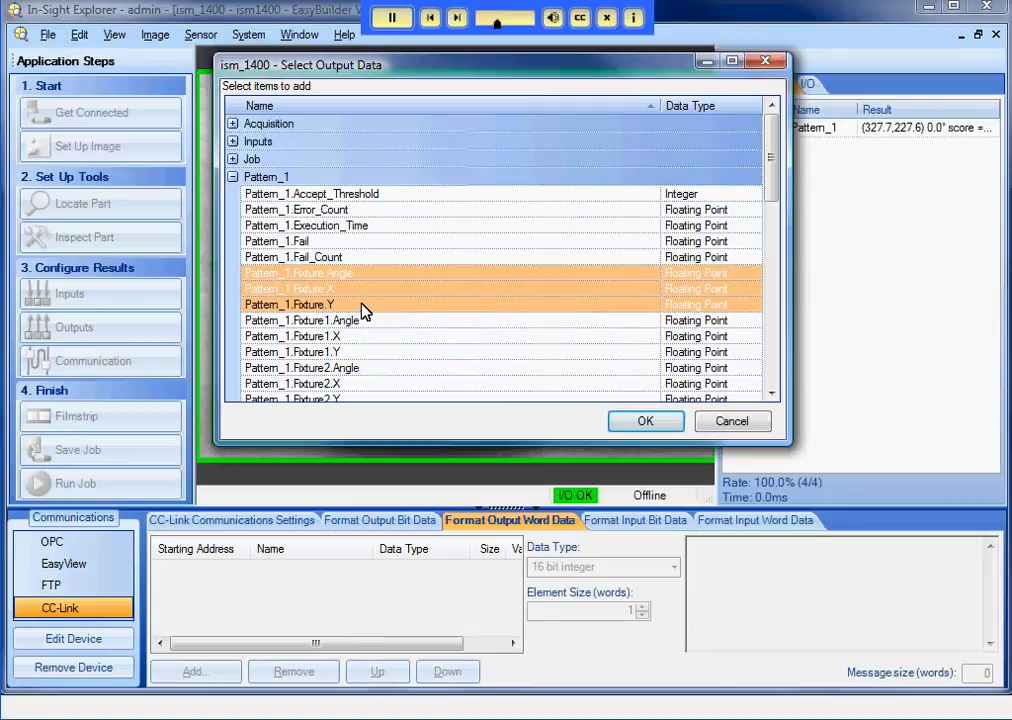 In-Sight Explorer - admin - [ism_1400 - ism1400 - EasyBuilder
File Edit View Image Sensor System Window Help
CC
Application Steps
1. Start
Get Connected
Set Up Image
2. Set Up Tools
Locate Part
Inspect Part
3. Configure Results
Inputs
Outputs
Communication
4. Finish
Filmstrip
Save Job
Run Job
ism_1400 - Select Output Data
Select items to add
Name Data Type
Acquisition
Inputs
Job
Pattern_1
Pattern_1.Accept_Threshold Integer
Pattern_1.Error_Count Floating Point
Pattern_1.Execution_Time Floating Point
Pattern_1.Fail Floating Point
Pattern_1.Fail_Count Floating Point
Pattern_1.Fixture.Angle Floating Point
Pattern_1.Fixture.X Floating Point
Pattern_1.Fixture.Y Floating Point
Pattern_1.Fixture1.Angle Floating Point
Pattern_1.Fixture1.X Floating Point
Pattern_1.Fixture1.Y Floating Point
Pattern_1.Fixture2.Angle Floating Point
Pattern_1.Fixture2.X Floating Point
Pattern_1.Fixture2.Y Floating Point
OK Cancel
I/O
Name Result
Pattern_1 (327.7,227.6) 0.0° score =...
Rate: 100.0% (4/4)
Time: 0.0ms
I/O OK Offline
Communications
OPC
EasyView
FTP
CC-Link
Edit Device
Remove Device
CC-Link Communications Settings Format Output Bit Data Format Output Word Data Format Input Bit Data Format Input Word Data
Starting Address Name Data Type Size Va
Data Type:
16 bit integer
Element Size (words):
1
Add... Remove Up Down
Message size (words): 0